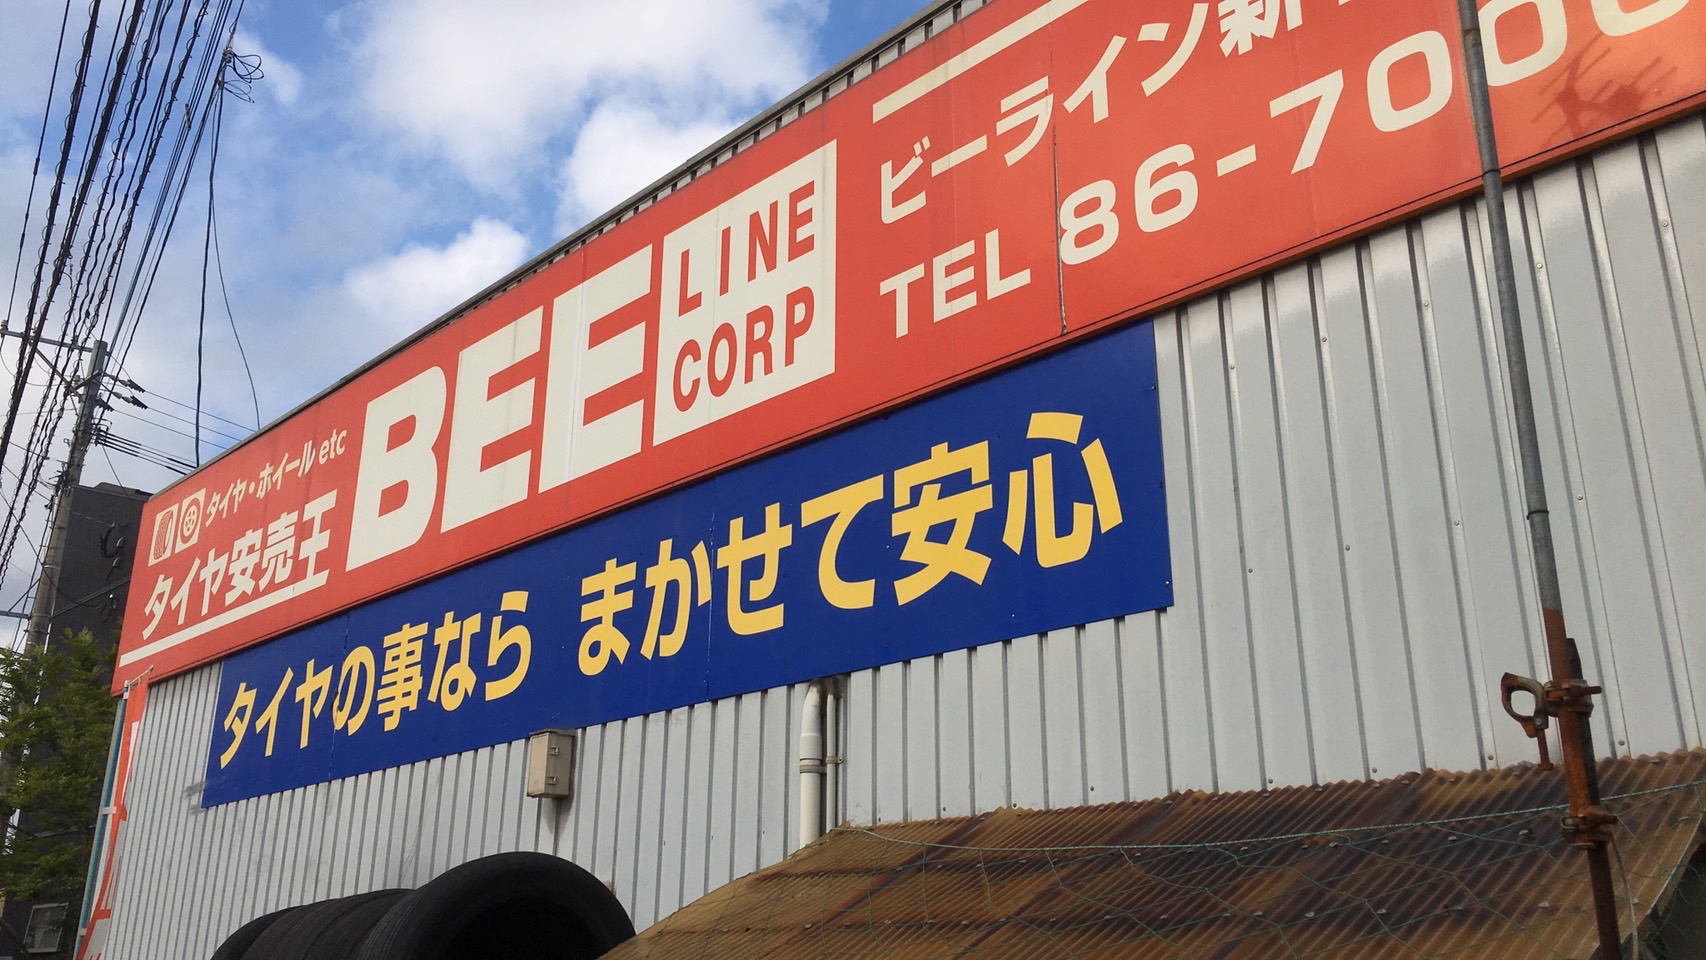 タイヤ・ホイール etc
タイヤ安売王
BEE
LINE
CORP
ビーライン新
TEL 86-700
タイヤの事なら まかせて安心